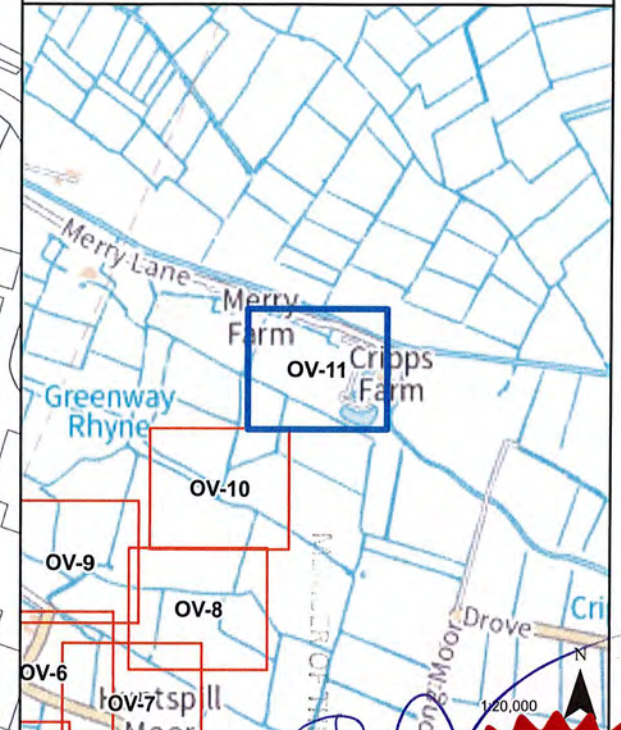 Merry Lane
Merry
Farm
OV-11
Cripps
Farm
Greenway
Rhyne
OV-10
OV-9
OV-8
Drove
N
OV-6
OV-7
1:20,000
Moor